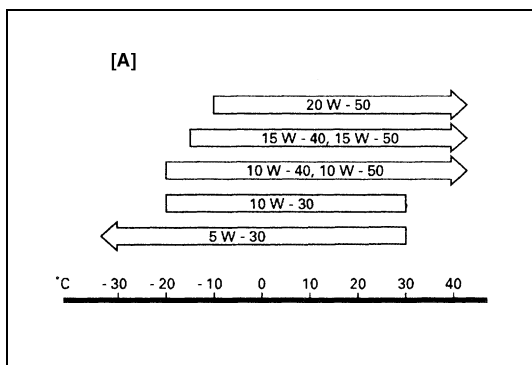 [A]
20 W - 50
15 W - 40, 15 W - 50
10 W - 40, 10 W - 50
10 W - 30
5 W - 30
°C - 30 - 20 - 10 0 10 20 30 40